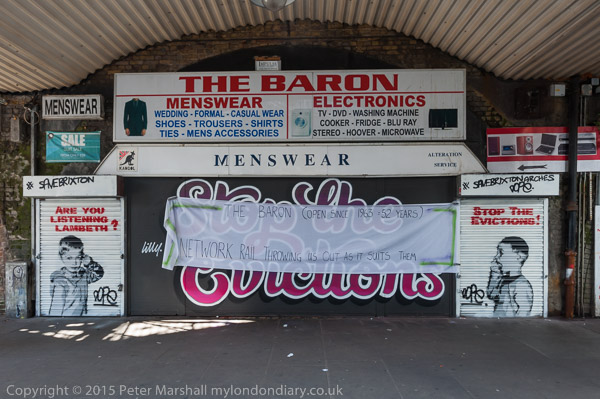 THE BARON
MENSWEAR
WEDDING - FORMAL - CASUAL WEAR
SHOES - TROUSERS - SHIRTS
TIES - MENS ACCESSORIES
ELECTRONICS
TV - DVD - WASHING MACHINE
COOKER - FRIDGE - BLU RAY
STEREO - HOOVER - MICROWAVE
MENSWEAR
SALE
MENSWEAR
ALTERATION
SERVICE
KANGOL
#SAVEBRIXTON
#SAVEBRIXTONARCHES
ARE YOU
LISTENING
LAMBETH?
STOP THE
EVICTIONS!
Stop the
THE BARON (OPEN SINCE 1963 = 52 YEARS)
NETWORK RAIL THROWING US OUT AS IT SUITS THEM
Evictions
lilly
Copyright © 2015 Peter Marshall mylondondiary.co.uk